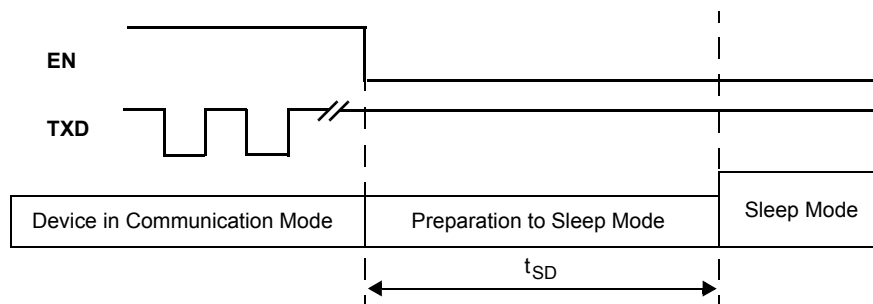 EN
TXD
Device in Communication Mode
Preparation to Sleep Mode
Sleep Mode
tSD